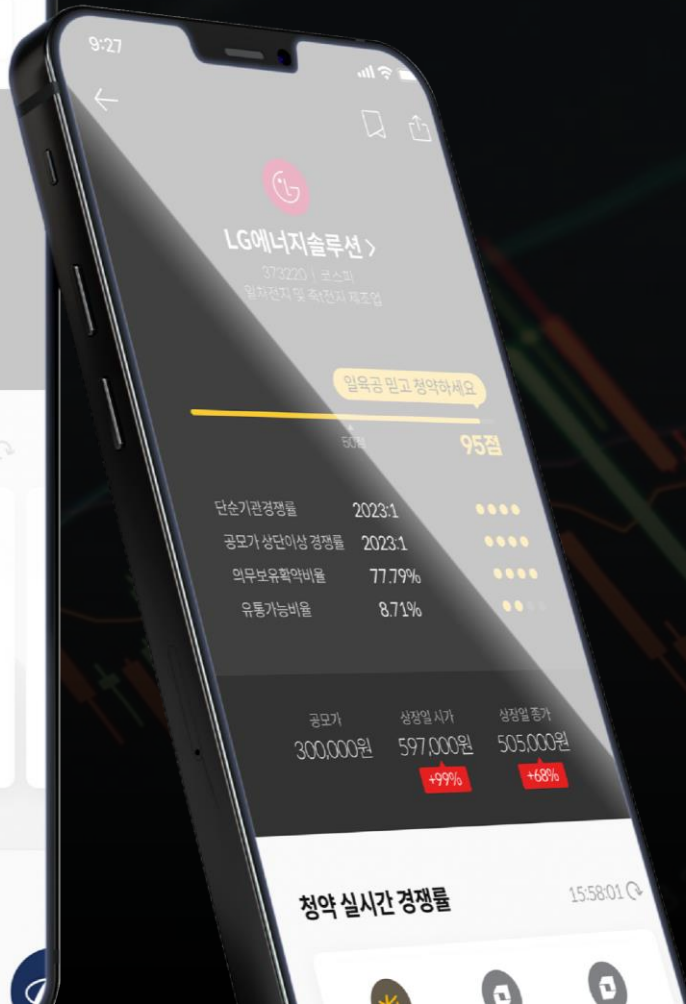 9:27
LG에너지솔루션 >
373220 | 코스피
일차전지 및 축전지 제조업
일육공 믿고 청약하세요
50점
95점
단순기관경쟁률 2023:1
공모가 상단이상 경쟁률 2023:1
의무보유확약비율 77.79%
유통가능비율 8.71%
공모가 상장일 시가 상장일 종가
300,000원 597,000원 505,000원
+99% +68%
청약 실시간 경쟁률 15:58:01